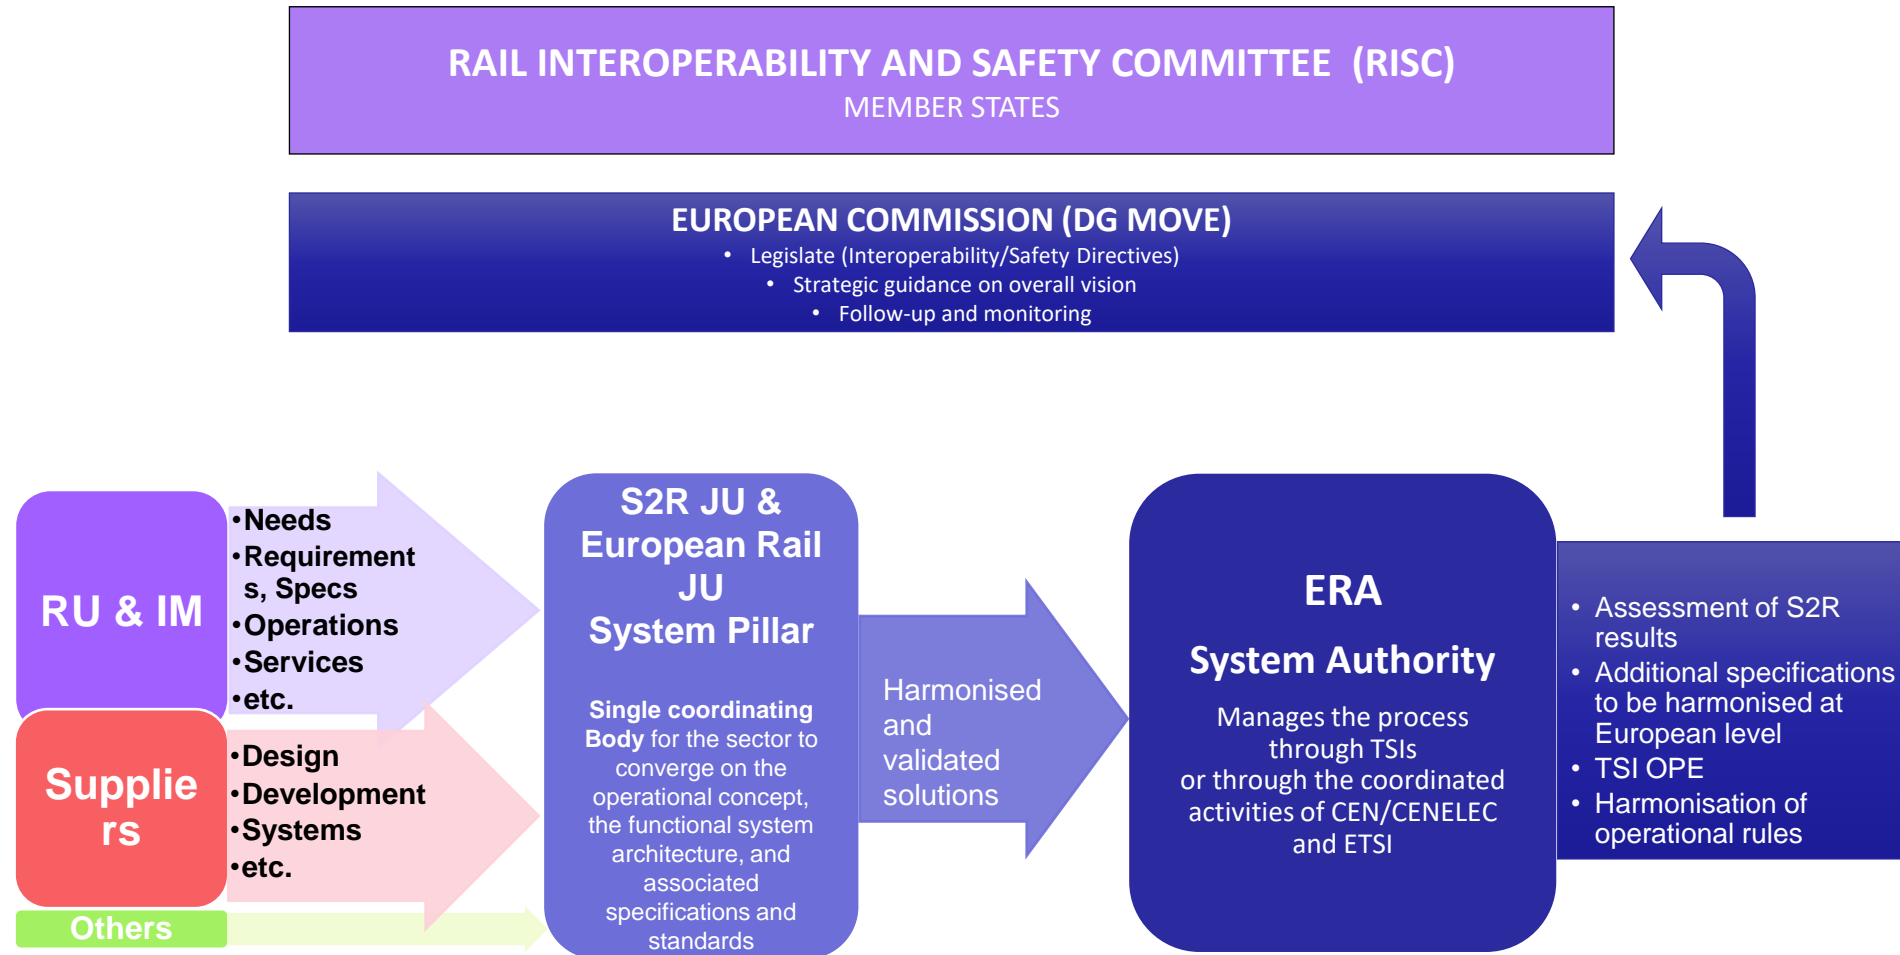 RAIL INTEROPERABILITY AND SAFETY COMMITTEE (RISC)
MEMBER STATES
EUROPEAN COMMISSION (DG MOVE)
• Legislate (Interoperability/Safety Directives)
• Strategic guidance on overall vision
• Follow-up and monitoring
RU & IM
•Needs
•Requirement
s, Specs
•Operations
•Services
•etc.
Supplie
rs
•Design
•Development
•Systems
•etc.
Others
S2R JU &
European Rail
JU
System Pillar
Single coordinating
Body for the sector to
converge on the
operational concept,
the functional system
architecture, and
associated
specifications and
standards
Harmonised
and
validated
solutions
ERA
System Authority
Manages the process
through TSIs
or through the coordinated
activities of CEN/CENELEC
and ETSI
• Assessment of S2R
results
• Additional specifications
to be harmonised at
European level
• TSI OPE
• Harmonisation of
operational rules